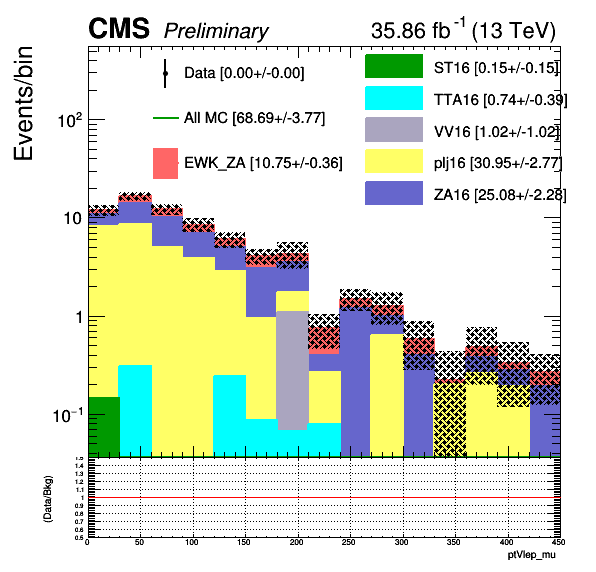 CMS Preliminary 35.86 fb⁻¹ (13 TeV)
Events/bin
Data [0.00+/-0.00]
All MC [68.69+/-3.77]
EWK_ZA [10.75+/-0.36]
ST16 [0.15+/-0.15]
TTA16 [0.74+/-0.39]
VV16 [1.02+/-1.02]
plj16 [30.95+/-2.77]
ZA16 [25.08+/-2.28]
10²
10
1
10⁻¹
(Data/Bkg)
1.5
1.4
1.3
1.2
1.1
1
0.9
0.8
0.7
0.6
0.5
0 50 100 150 200 250 300 350 400 450
ptVlep_mu